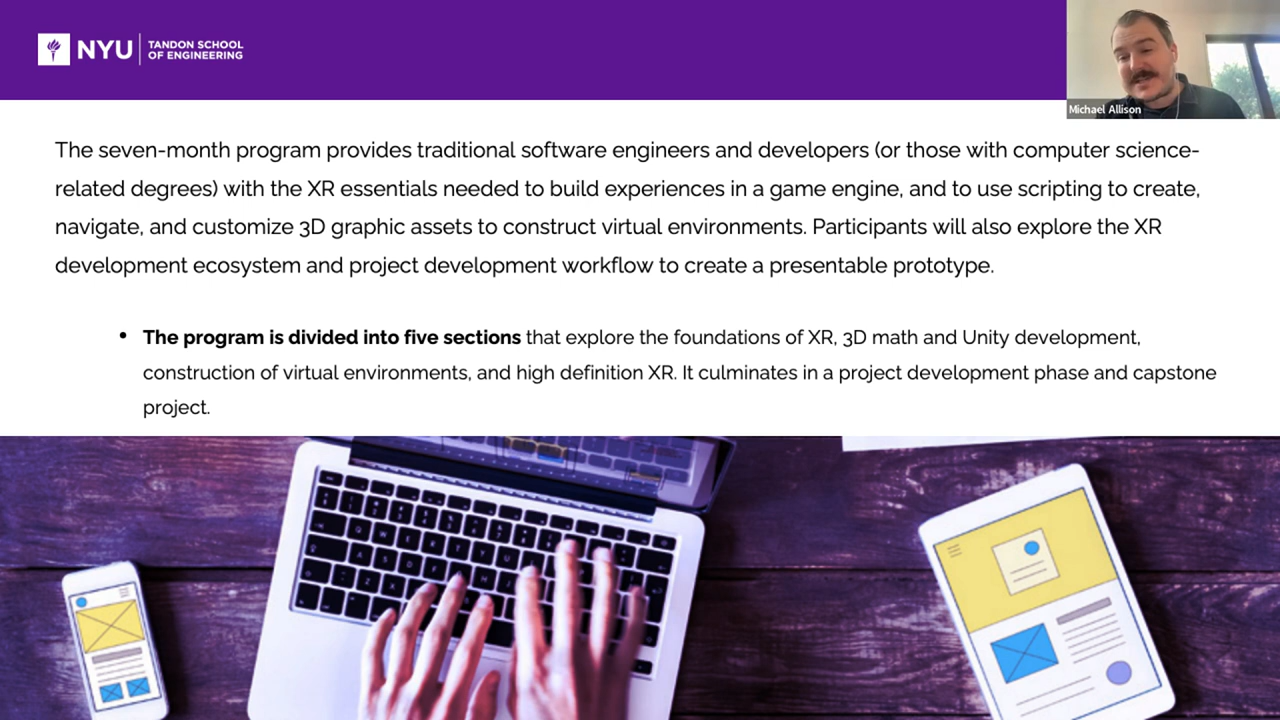 NYU
TANDON SCHOOL
OF ENGINEERING
Michael Allison
The seven-month program provides traditional software engineers and developers (or those with computer science-
related degrees) with the XR essentials needed to build experiences in a game engine, and to use scripting to create,
navigate, and customize 3D graphic assets to construct virtual environments. Participants will also explore the XR
development ecosystem and project development workflow to create a presentable prototype.
• The program is divided into five sections that explore the foundations of XR, 3D math and Unity development,
construction of virtual environments, and high definition XR. It culminates in a project development phase and capstone
project.